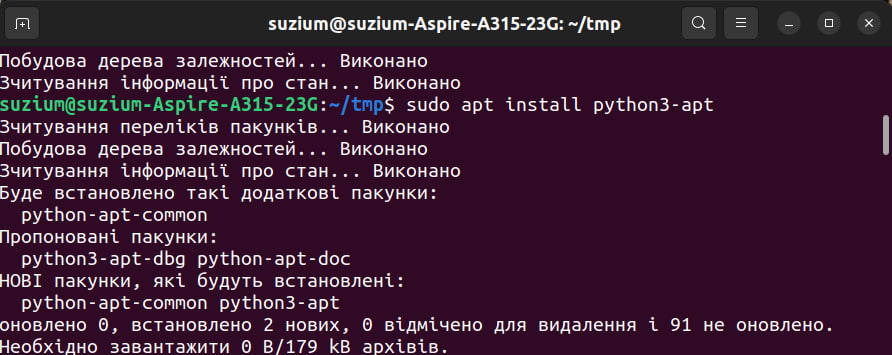 suzium@suzium-Aspire-A315-23G: ~/tmp
Побудова дерева залежностей... Виконано
Зчитування інформації про стан... Виконано
suzium@suzium-Aspire-A315-23G:~/tmp$ sudo apt install python3-apt
Зчитування переліків пакунків... Виконано
Побудова дерева залежностей... Виконано
Зчитування інформації про стан... Виконано
Буде встановлено такі додаткові пакунки:
  python-apt-common
Пропоновані пакунки:
  python3-apt-dbg python-apt-doc
НОВІ пакунки, які будуть встановлені:
  python-apt-common python3-apt
оновлено 0, встановлено 2 нових, 0 відмічено для видалення і 91 не оновлено.
Необхідно завантажити 0 B/179 kB архівів.